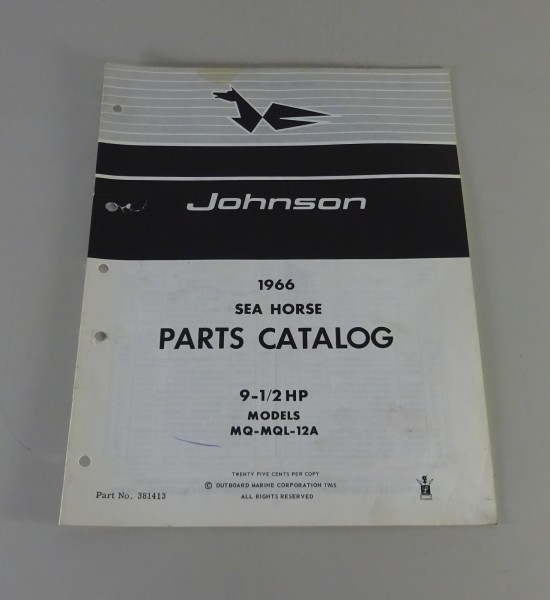 Johnson
1966
SEA HORSE
PARTS CATALOG
9-1/2 HP
MODELS
MQ-MQL-12A
TWENTY FIVE CENTS PER COPY
© OUTBOARD MARINE CORPORATION 1965
ALL RIGHTS RESERVED
Part No. 381413